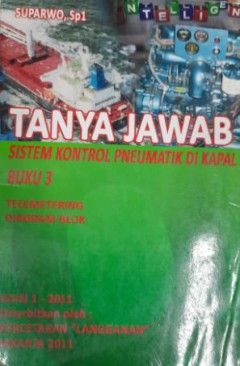 SUPARWO, Sp1
NTELLIGEN
TANYA JAWAB
SISTEM KONTROL PNEUMATIK DI KAPAL
BUKU 3
TELEMETERING
DIAGRAM BLOK
EDISI 1 - 2011
Diterbitkan oleh :
PERCETAKAN "LANGGANAN"
JAKARTA 2011